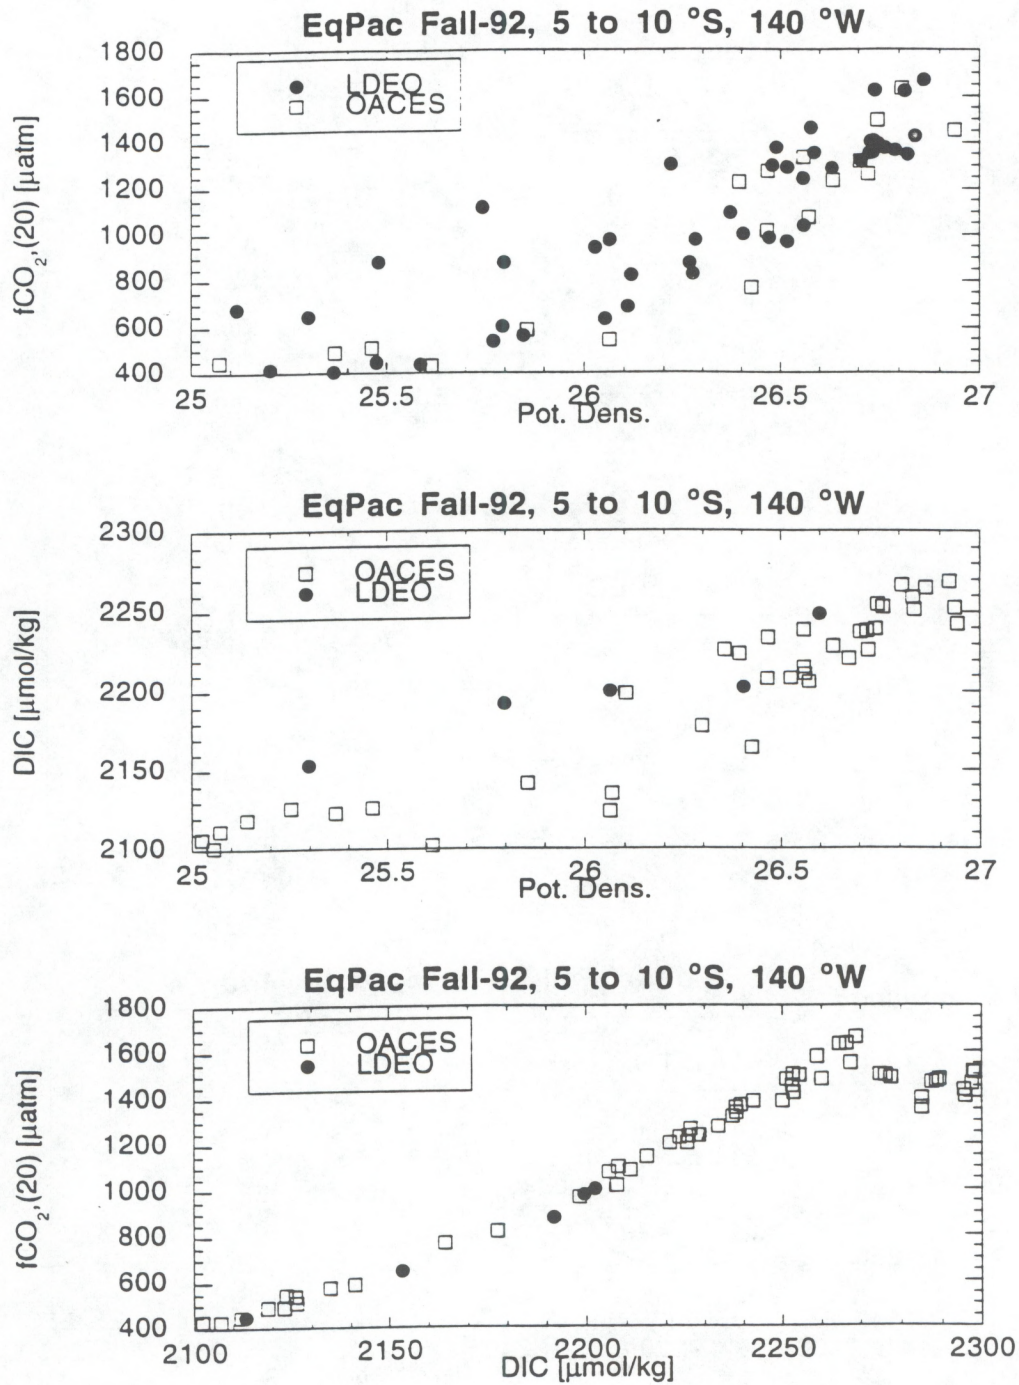 EqPac Fall-92, 5 to 10 °S, 140 °W
1800
1600
1400
1200
1000
800
600
400
fCO2,(20) [µatm]
LDEO
OACES
25 25.5 26 26.5 27
Pot. Dens.
EqPac Fall-92, 5 to 10 °S, 140 °W
2300
2250
2200
2150
2100
DIC [µmol/kg]
OACES
LDEO
25 25.5 26 26.5 27
Pot. Dens.
EqPac Fall-92, 5 to 10 °S, 140 °W
1800
1600
1400
1200
1000
800
600
400
fCO2,(20) [µatm]
OACES
LDEO
2100 2150 2200 2250 2300
DIC [µmol/kg]